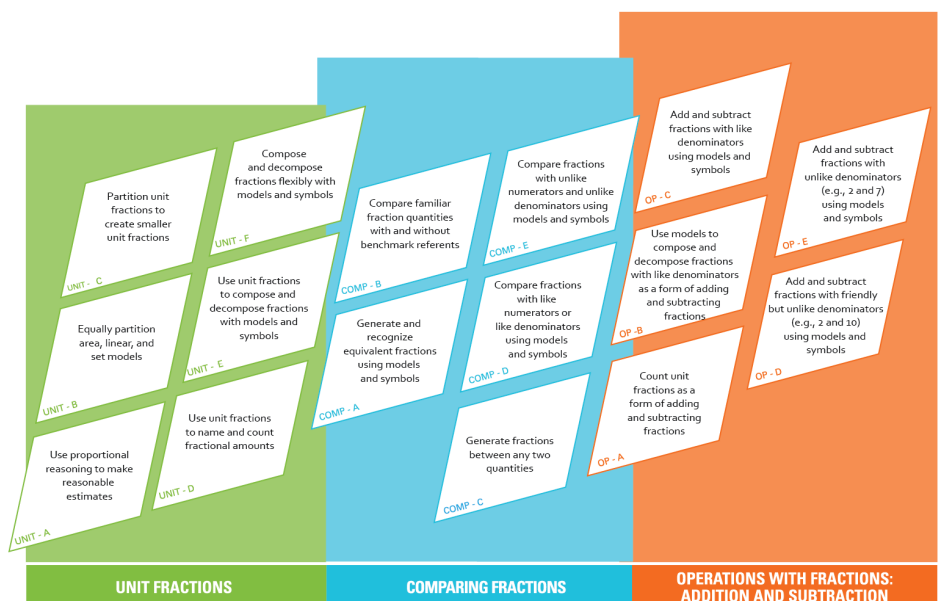 Partition unit
fractions to
create smaller
unit fractions
UNIT - C
Compose
and decompose
fractions flexibly with
models and symbols
UNIT - F
Equally partition
area, linear, and
set models
UNIT - B
Use unit fractions
to compose and
decompose fractions
with models and
symbols
UNIT - E
Use proportional
reasoning to make
reasonable
estimates
UNIT - A
Use unit fractions
to name and count
fractional amounts
UNIT - D
UNIT FRACTIONS
Compare familiar
fraction quantities
with and without
benchmark referents
COMP - B
Compare fractions
with unlike
numerators and unlike
denominators using
models and symbols
COMP - E
Generate and
recognize
equivalent fractions
using models
and symbols
COMP - A
Compare fractions
with like
numerators or
like denominators
using models
and symbols
COMP - D
Generate fractions
between any two
quantities
COMP - C
COMPARING FRACTIONS
Add and subtract
fractions with like
denominators
using models and
symbols
OP - C
Add and subtract
fractions with
unlike denominators
(e.g., 2 and 7)
using models
and symbols
OP - E
Use models to
compose and
decompose fractions
with like denominators
as a form of adding
and subtracting
fractions
OP -B
Add and subtract
fractions with friendly
but unlike denominators
(e.g., 2 and 10)
using models and
symbols
OP - D
Count unit
fractions as a
form of adding
and subtracting
fractions
OP - A
OPERATIONS WITH FRACTIONS:
ADDITION AND SUBTRACTION